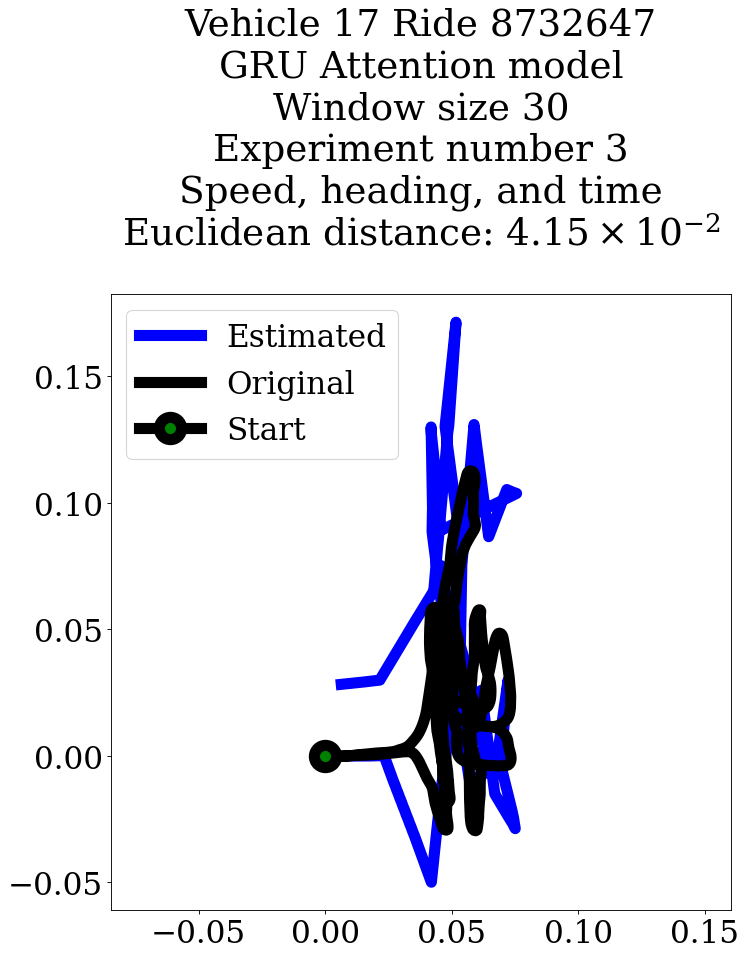 Vehicle 17 Ride 8732647
GRU Attention model
Window size 30
Experiment number 3
Speed, heading, and time
Euclidean distance: 4.15 × 10⁻²
Estimated
Original
Start
0.15
0.10
0.05
0.00
−0.05
−0.05 0.00 0.05 0.10 0.15